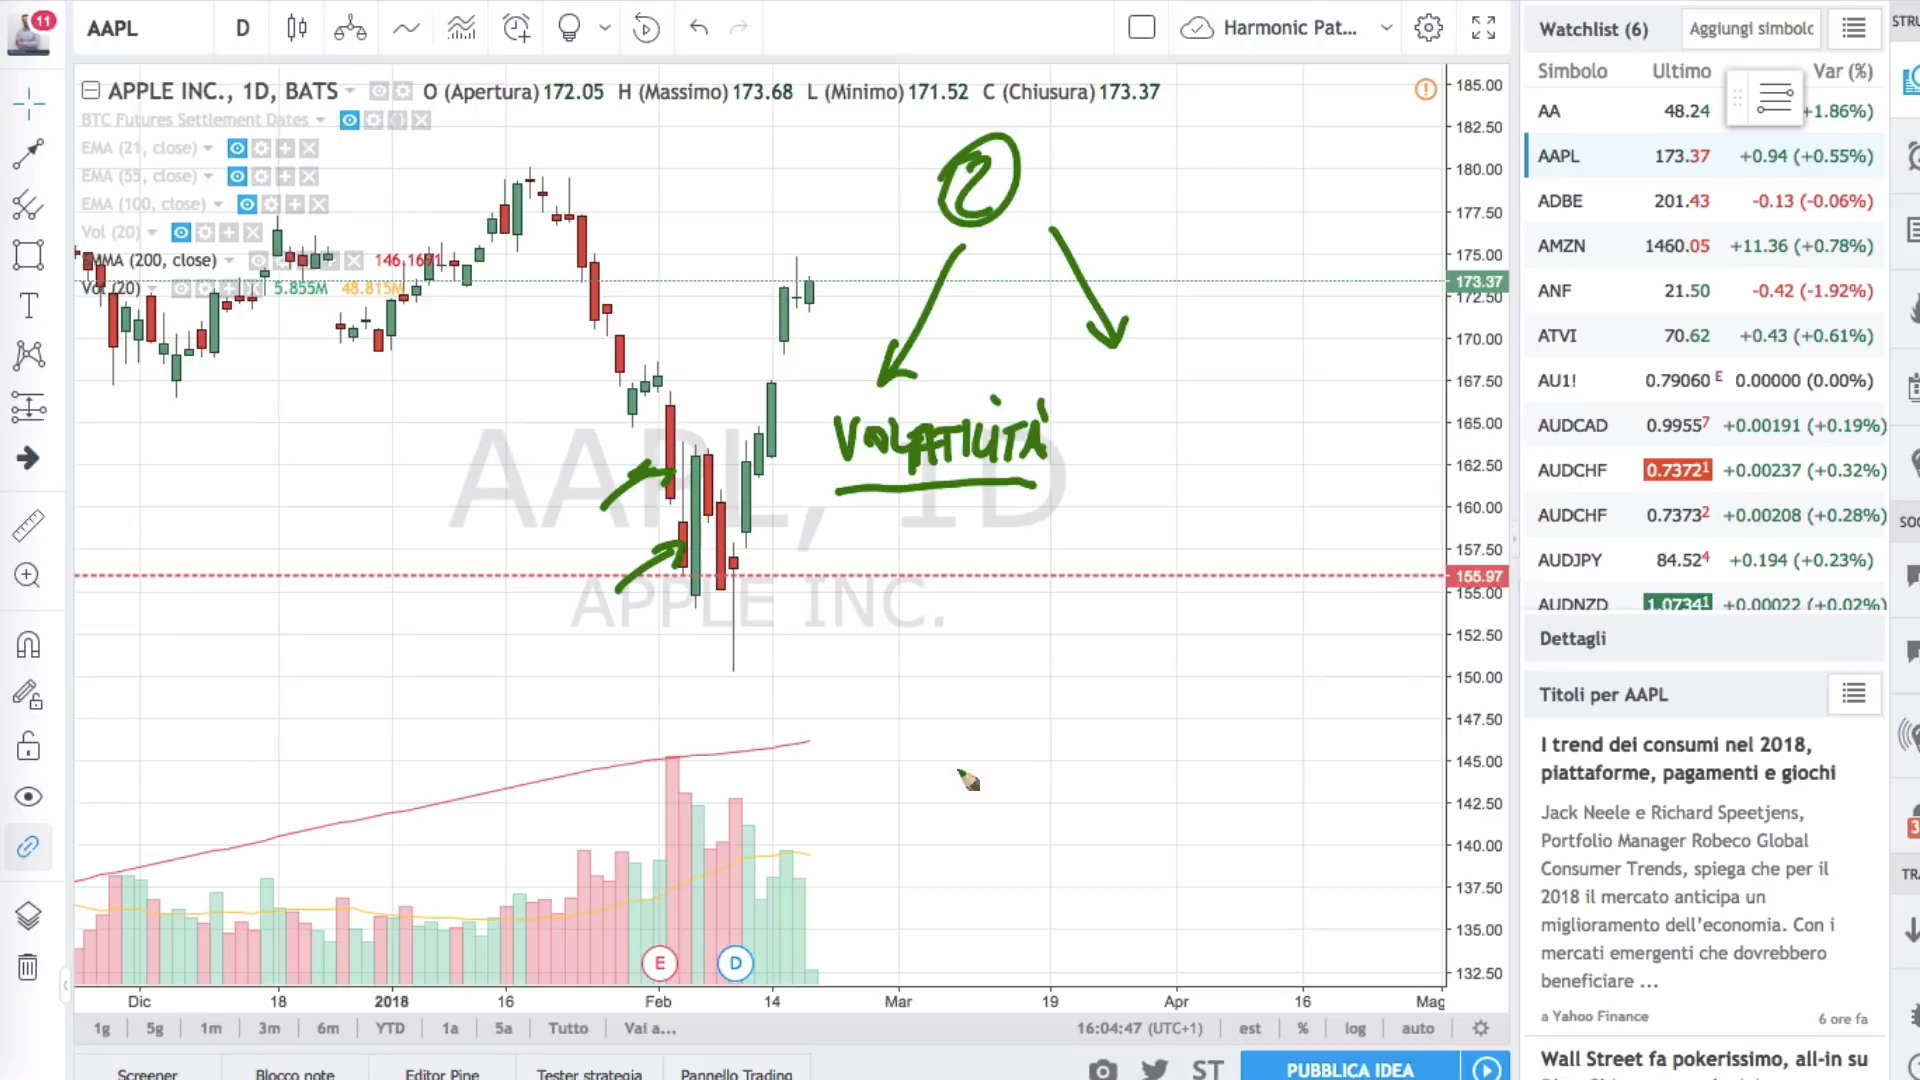 11
AAPL
D
Harmonic Pat...
APPLE INC., 1D, BATS
O (Apertura) 172.05 H (Massimo) 173.68 L (Minimo) 171.52 C (Chiusura) 173.37
BTC Futures Settlement Dates
EMA (21, close)
EMA (55, close)
EMA (100, close)
Vol (20)
SMMA (200, close) 146.1691
Vol (20) 5.855M 48.815M
2
VOLATILITÀ
AAPL, 1D
APPLE INC.
185.00
182.50
180.00
177.50
175.00
173.37
172.50
170.00
167.50
165.00
162.50
160.00
157.50
155.97
155.00
152.50
150.00
147.50
145.00
142.50
140.00
137.50
135.00
132.50
E
D
Dic 18 2018 16 Feb 14 Mar 19 Apr 16 Mag
1g 5g 1m 3m 6m YTD 1a 5a Tutto Vai a...
16:04:47 (UTC+1) est % log auto
Screener Blocco note Editor Pine Tester strategia Pannello Trading
ST
PUBBLICA IDEA
Watchlist (6)
Aggiungi simbolo
Simbolo Ultimo Var (%)
AA 48.24 +1.86%)
AAPL 173.37 +0.94 (+0.55%)
ADBE 201.43 -0.13 (-0.06%)
AMZN 1460.05 +11.36 (+0.78%)
ANF 21.50 -0.42 (-1.92%)
ATVI 70.62 +0.43 (+0.61%)
AU1! 0.79060 E 0.00000 (0.00%)
AUDCAD 0.99557 +0.00191 (+0.19%)
AUDCHF 0.73721 +0.00237 (+0.32%)
AUDCHF 0.73732 +0.00208 (+0.28%)
AUDJPY 84.524 +0.194 (+0.23%)
AUDNZD 1.07341 +0.00022 (+0.02%)
Dettagli
Titoli per AAPL
I trend dei consumi nel 2018,
piattaforme, pagamenti e giochi
Jack Neele e Richard Speetjens,
Portfolio Manager Robeco Global
Consumer Trends, spiega che per il
2018 il mercato anticipa un
miglioramento dell'economia. Con i
mercati emergenti che dovrebbero
beneficiare ...
a Yahoo Finance 6 ore fa
Wall Street fa pokerissimo, all-in su
STRU
SOC
3
TRA